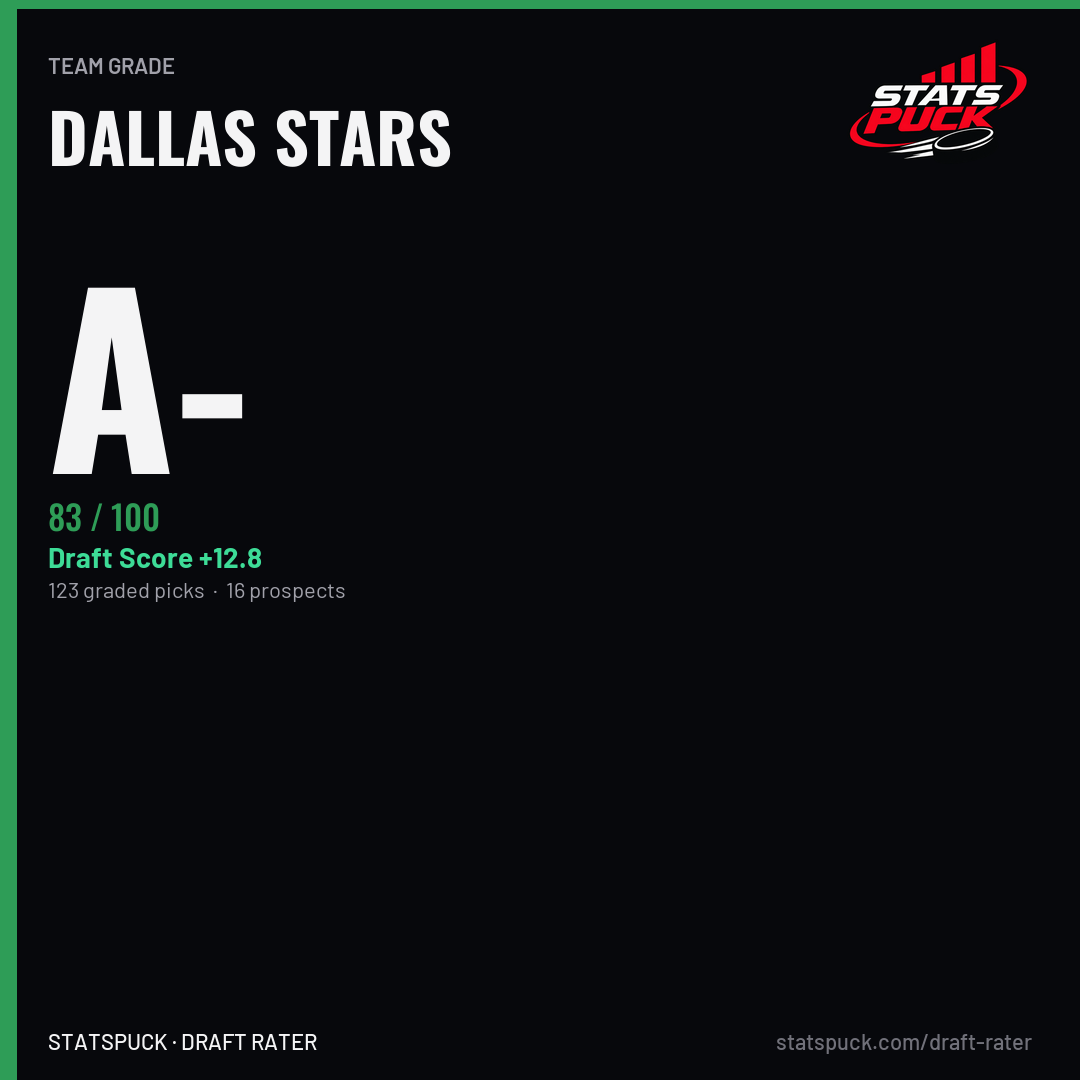 TEAM GRADE
DALLAS STARS
STATS
PUCK
A-
83 / 100
Draft Score +12.8
123 graded picks · 16 prospects
STATSPUCK · DRAFT RATER
statspuck.com/draft-rater